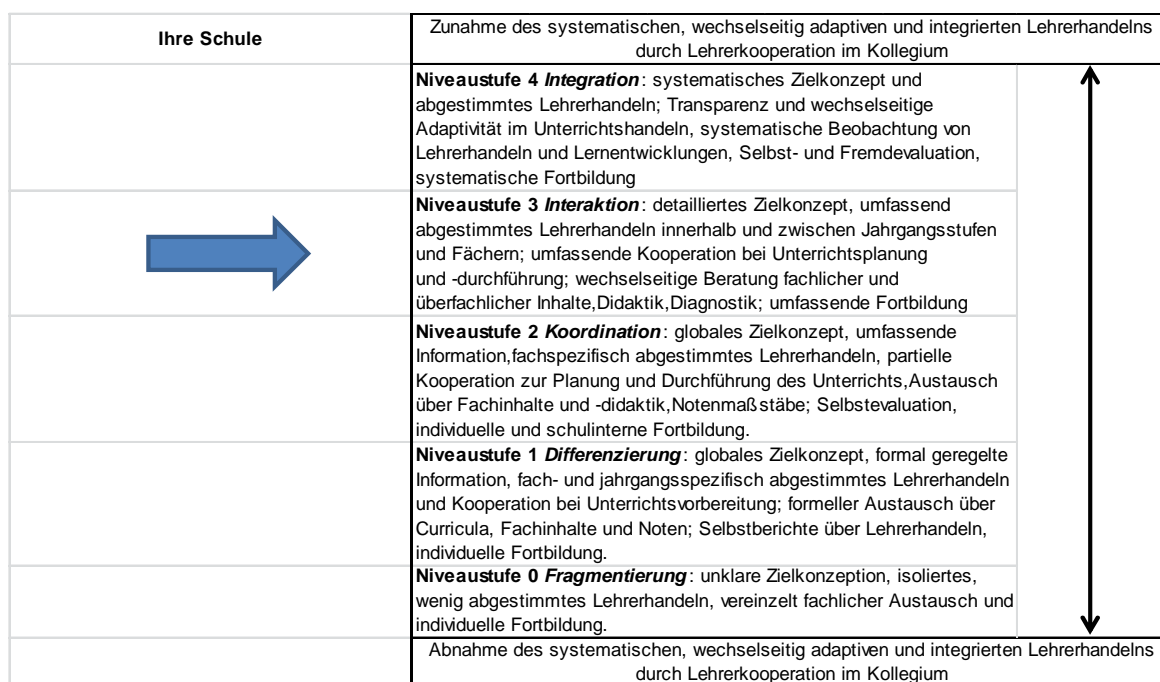 Ihre Schule
Zunahme des systematischen, wechselseitig adaptiven und integrierten Lehrerhandelns
durch Lehrerkooperation im Kollegium
Niveaustufe 4 Integration: systematisches Zielkonzept und
abgestimmtes Lehrerhandeln; Transparenz und wechselseitige
Adaptivität im Unterrichtshandeln, systematische Beobachtung von
Lehrerhandeln und Lernentwicklungen, Selbst- und Fremdevaluation,
systematische Fortbildung
Niveaustufe 3 Interaktion: detailliertes Zielkonzept, umfassend
abgestimmtes Lehrerhandeln innerhalb und zwischen Jahrgangsstufen
und Fächern; umfassende Kooperation bei Unterrichtsplanung
und -durchführung; wechselseitige Beratung fachlicher und
überfachlicher Inhalte,Didaktik,Diagnostik; umfassende Fortbildung
Niveaustufe 2 Koordination: globales Zielkonzept, umfassende
Information,fachspezifisch abgestimmtes Lehrerhandeln, partielle
Kooperation zur Planung und Durchführung des Unterrichts,Austausch
über Fachinhalte und -didaktik,Notenmaßstäbe; Selbstevaluation,
individuelle und schulinterne Fortbildung.
Niveaustufe 1 Differenzierung: globales Zielkonzept, formal geregelte
Information, fach- und jahrgangsspezifisch abgestimmtes Lehrerhandeln
und Kooperation bei Unterrichtsvorbereitung; formeller Austausch über
Curricula, Fachinhalte und Noten; Selbstberichte über Lehrerhandeln,
individuelle Fortbildung.
Niveaustufe 0 Fragmentierung: unklare Zielkonzeption, isoliertes,
wenig abgestimmtes Lehrerhandeln, vereinzelt fachlicher Austausch und
individuelle Fortbildung.
Abnahme des systematischen, wechselseitig adaptiven und integrierten Lehrerhandelns
durch Lehrerkooperation im Kollegium